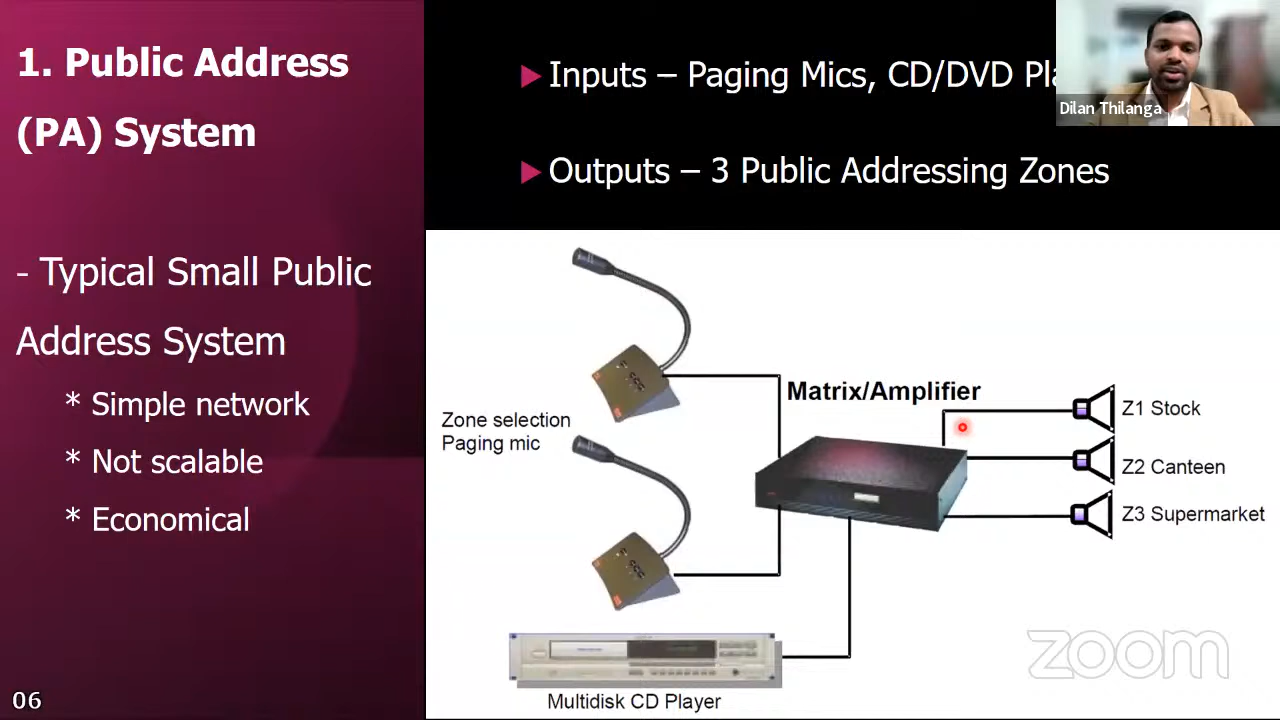 1. Public Address
(PA) System
- Typical Small Public
Address System
* Simple network
* Not scalable
* Economical
06
▶ Inputs – Paging Mics, CD/DVD
▶ Outputs – 3 Public Addressing Zones
Dilan Thilanga
Zone selection
Paging mic
Matrix/Amplifier
Z1 Stock
Z2 Canteen
Z3 Supermarket
Multidisk CD Player
zoom